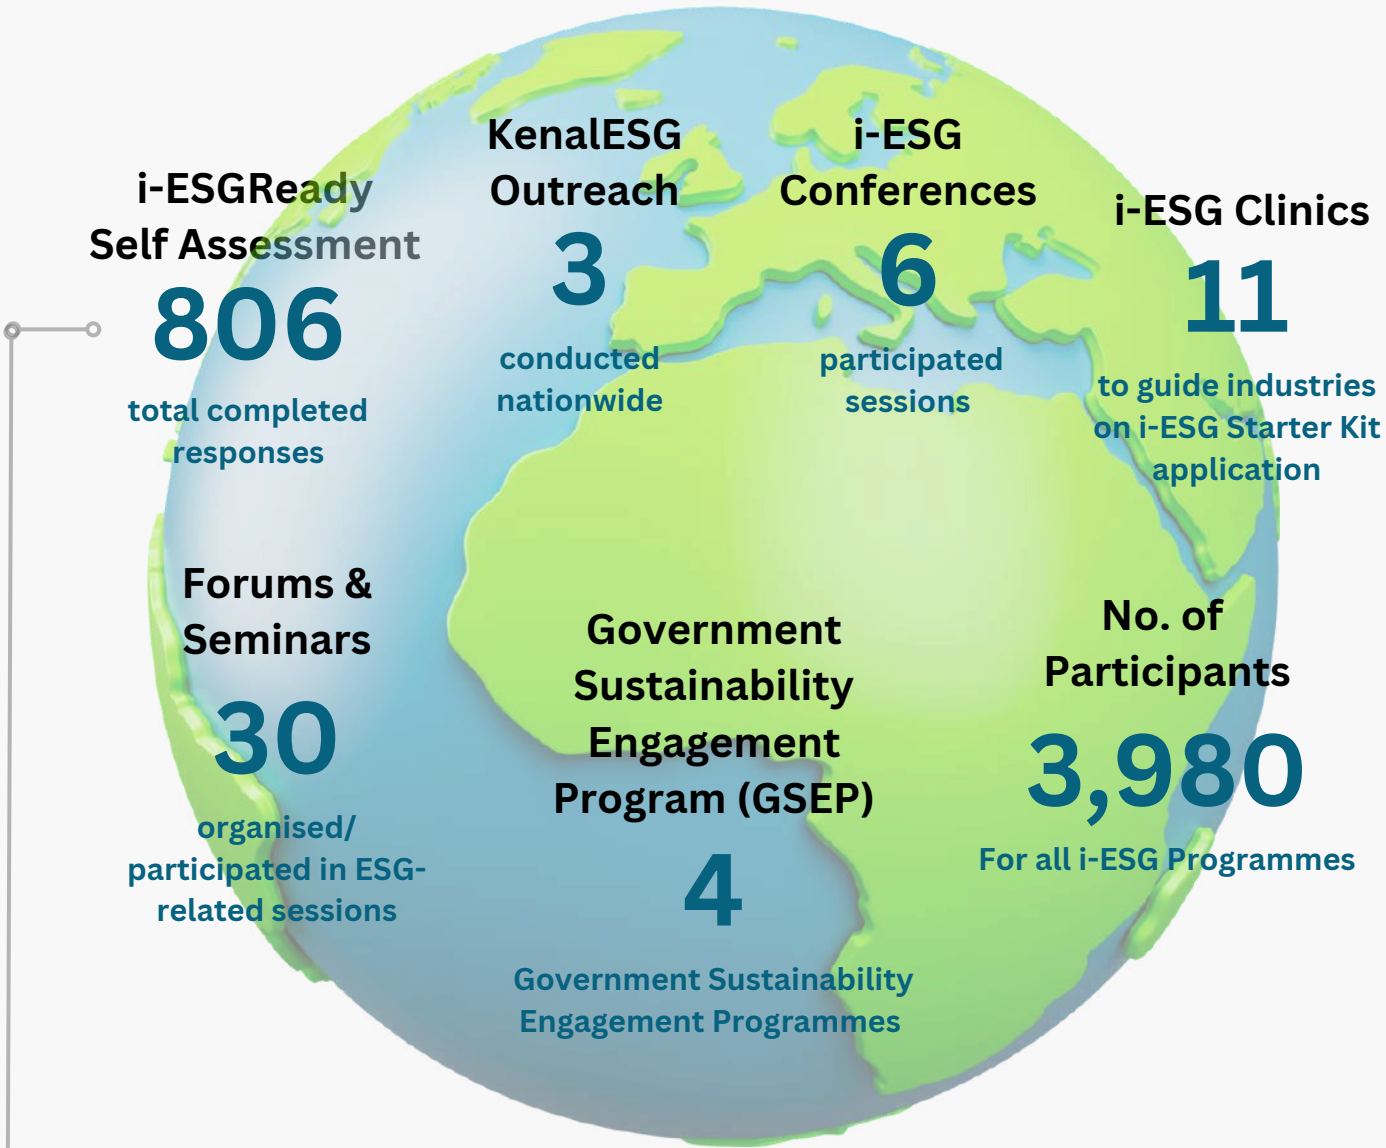 i-ESGReady
Self Assessment
806
total completed
responses
KenalESG
Outreach
3
conducted
nationwide
i-ESG
Conferences
6
participated
sessions
i-ESG Clinics
11
to guide industries
on i-ESG Starter Kit
application
Forums &
Seminars
30
organised/
participated in ESG-
related sessions
Government
Sustainability
Engagement
Program (GSEP)
4
Government Sustainability
Engagement Programmes
No. of
Participants
3,980
For all i-ESG Programmes